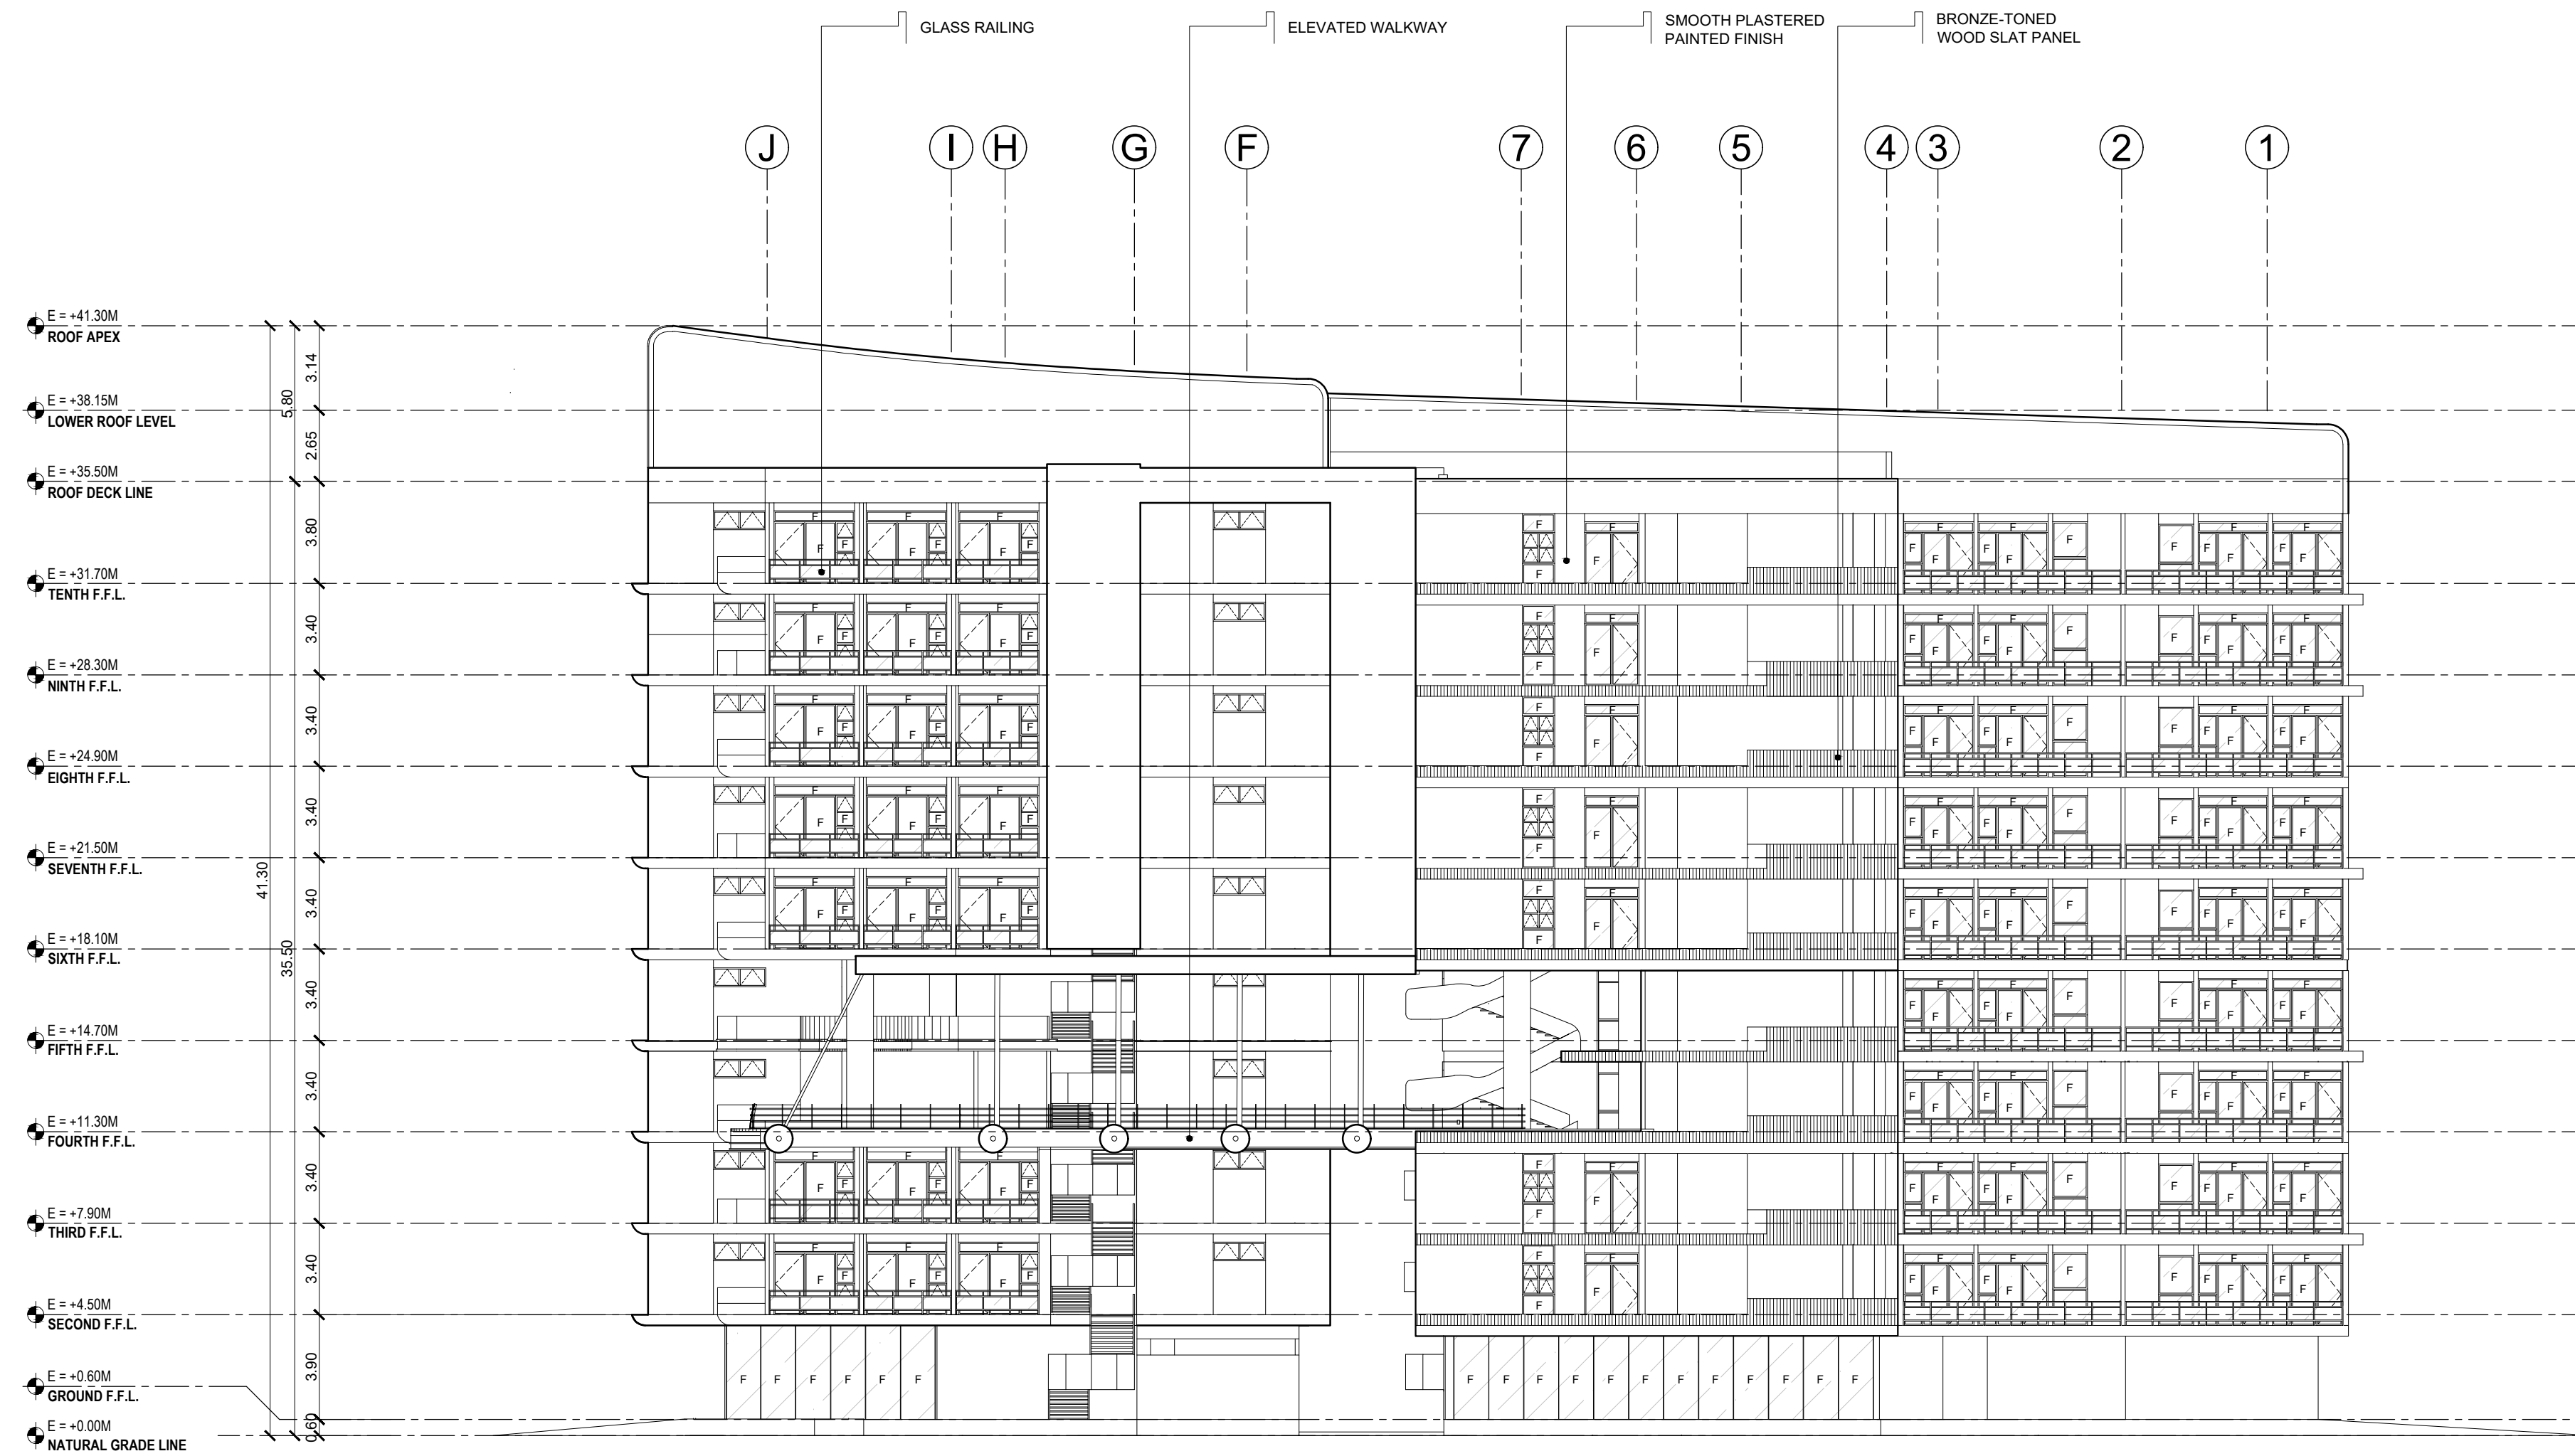 GLASS RAILING
ELEVATED WALKWAY
SMOOTH PLASTERED
PAINTED FINISH
BRONZE-TONED
WOOD SLAT PANEL
J I H G F 7 6 5 4 3 2 1
E = +41.30M
ROOF APEX
3.14
5.80
E = +38.15M
LOWER ROOF LEVEL
2.65
E = +35.50M
ROOF DECK LINE
3.80
E = +31.70M
TENTH F.F.L.
3.40
E = +28.30M
NINTH F.F.L.
3.40
E = +24.90M
EIGHTH F.F.L.
3.40
E = +21.50M
SEVENTH F.F.L.
41.30
3.40
E = +18.10M
SIXTH F.F.L.
35.50
3.40
E = +14.70M
FIFTH F.F.L.
3.40
E = +11.30M
FOURTH F.F.L.
3.40
E = +7.90M
THIRD F.F.L.
3.40
E = +4.50M
SECOND F.F.L.
3.90
E = +0.60M
GROUND F.F.L.
0.60
E = +0.00M
NATURAL GRADE LINE
F F F F F F F F F F F F F F F F F F